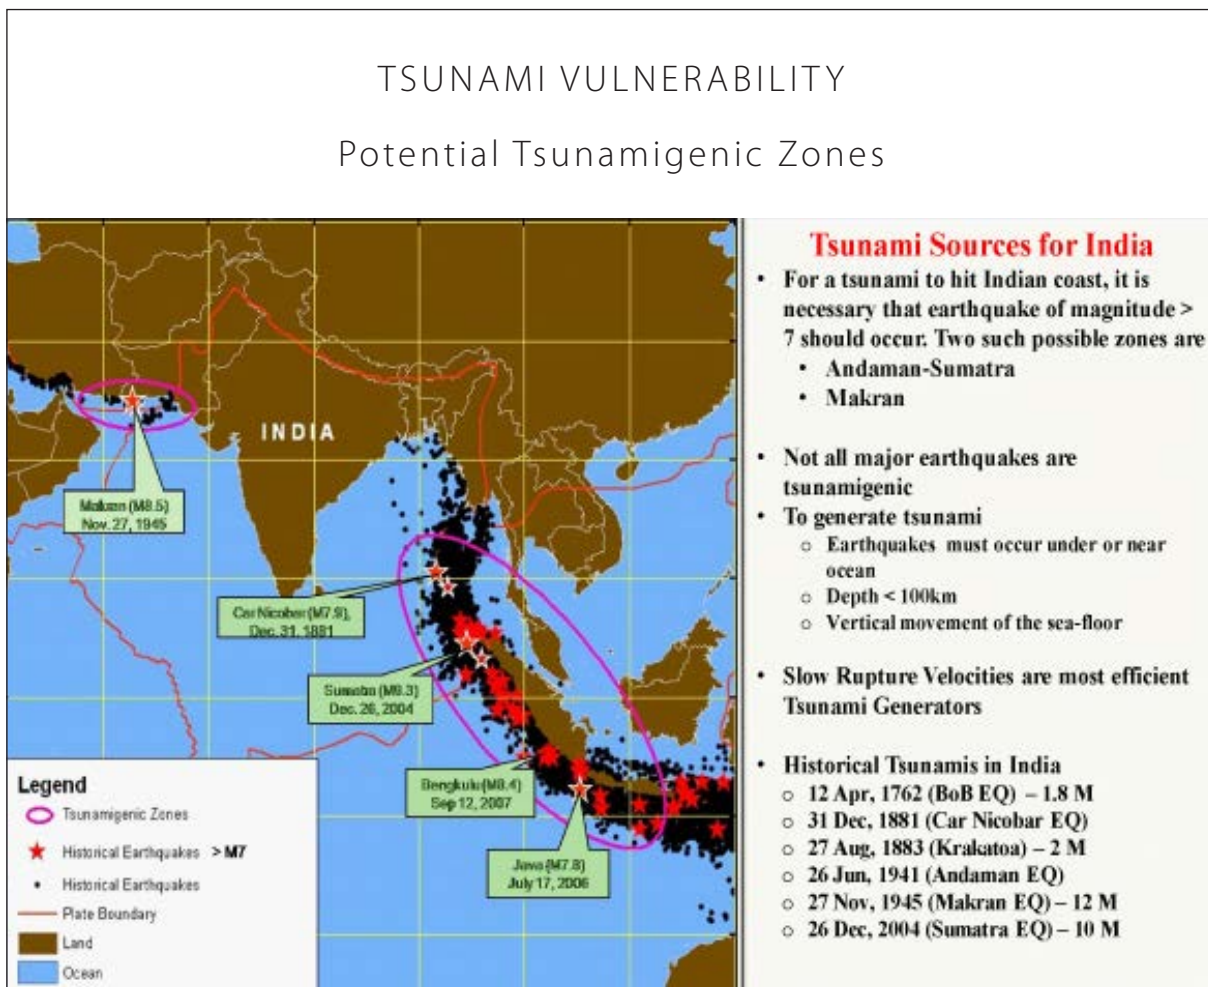 TSUNAMI VULNERABILITY
Potential Tsunamigenic Zones
INDIA
Makran (M8.5)
Nov. 27, 1945
Car Nicobar (M7.9),
Dec. 31, 1881
Sumatra (M9.3)
Dec. 26, 2004
Bengkulu (M8.4)
Sep 12, 2007
Java (M7.8)
July 17, 2006
Legend
Tsunamigenic Zones
Historical Earthquakes > M7
Historical Earthquakes
Plate Boundary
Land
Ocean
Tsunami Sources for India
• For a tsunami to hit Indian coast, it is
necessary that earthquake of magnitude >
7 should occur. Two such possible zones are
• Andaman-Sumatra
• Makran
• Not all major earthquakes are
tsunamigenic
• To generate tsunami
o Earthquakes must occur under or near
ocean
o Depth < 100km
o Vertical movement of the sea-floor
• Slow Rupture Velocities are most efficient
Tsunami Generators
• Historical Tsunamis in India
o 12 Apr, 1762 (BoB EQ) – 1.8 M
o 31 Dec, 1881 (Car Nicobar EQ)
o 27 Aug, 1883 (Krakatoa) – 2 M
o 26 Jun, 1941 (Andaman EQ)
o 27 Nov, 1945 (Makran EQ) – 12 M
o 26 Dec, 2004 (Sumatra EQ) – 10 M